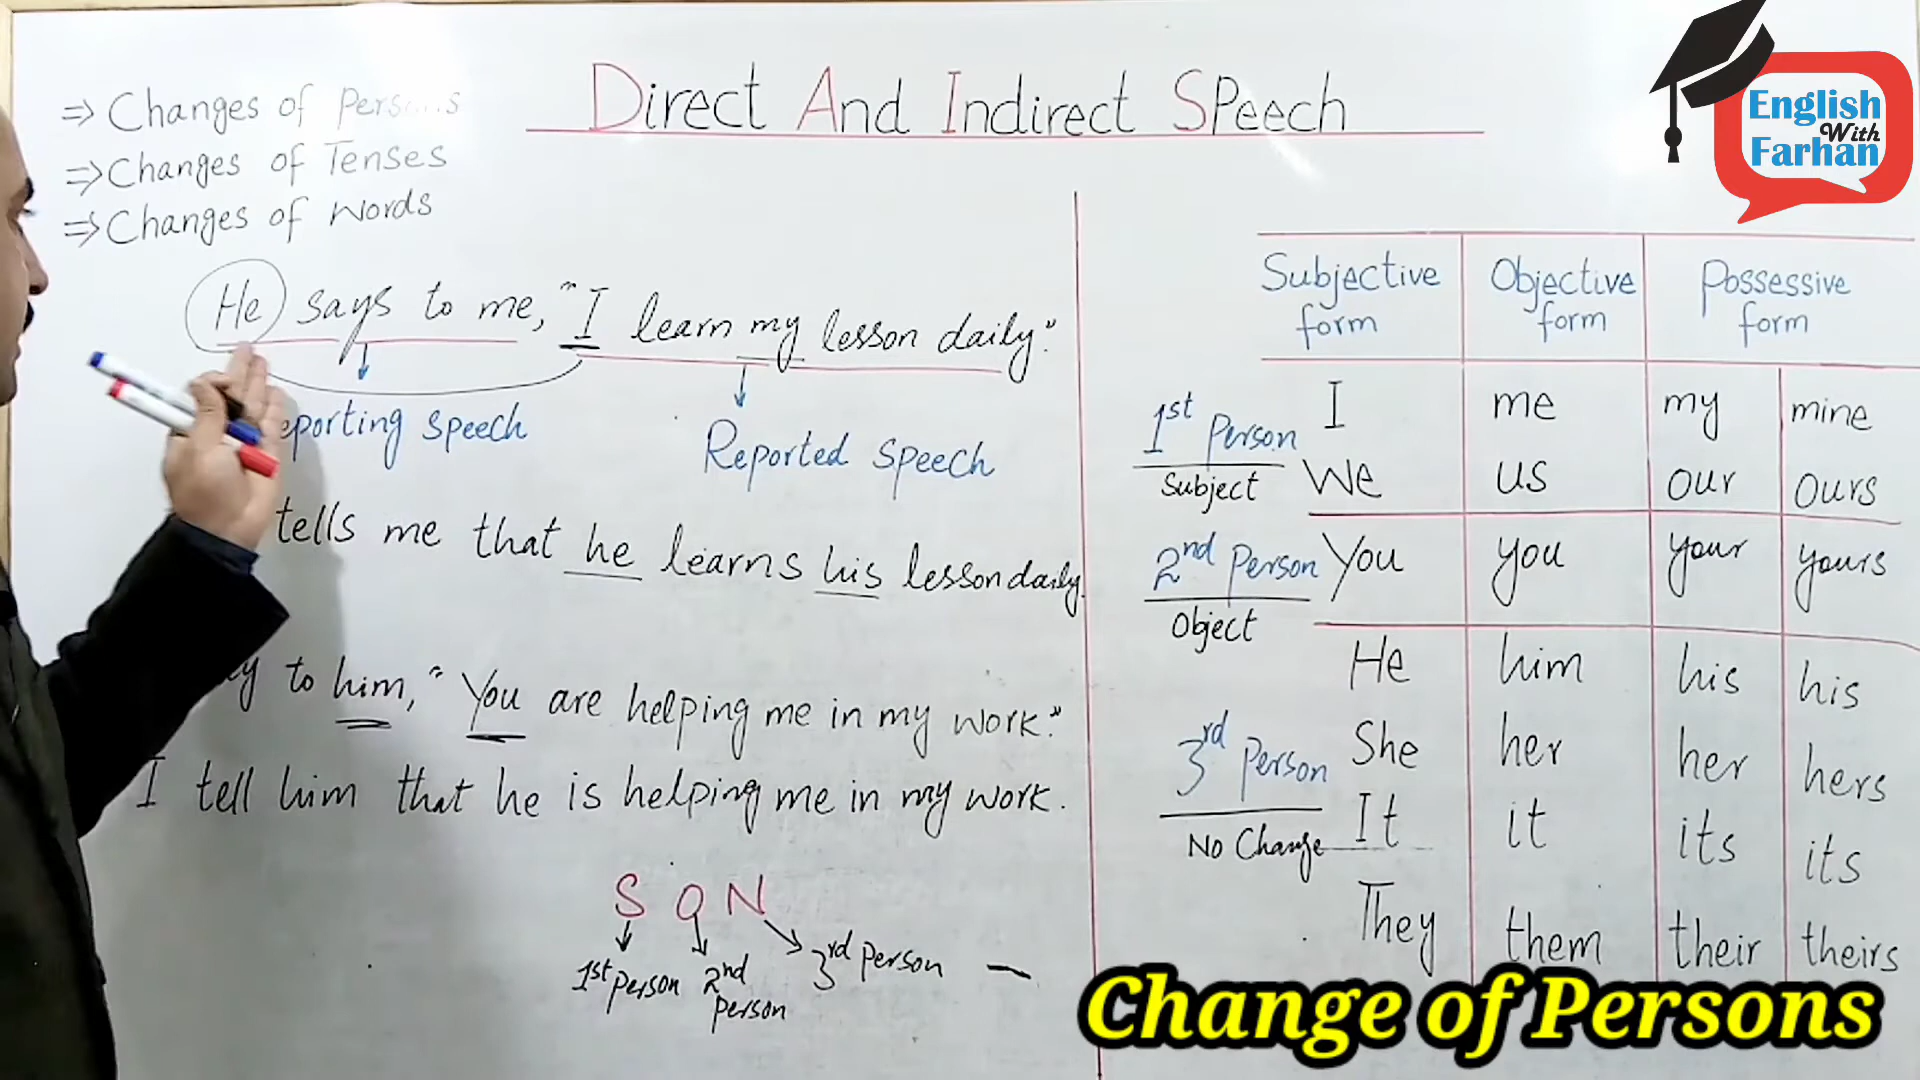 Direct And Indirect SPeech
English
With
Farhan
⇒ Changes of Persons
⇒ Changes of Tenses
⇒ Changes of Words
He says to me, "I learn my lesson daily."
eporting speech
Reported speech
tells me that he learns his lesson daily.
to him, "You are helping me in my work."
I tell him that he is helping me in my work.
S O N
1st Person 2nd Person 3rd Person
Subjective form Objective form Possessive form
1st Person
Subject
I me my mine
We us our ours
2nd Person
Object
You you your yours
3rd Person
No Change
He him his his
She her her hers
It it its its
They them their theirs
Change of Persons